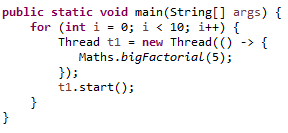 public static void main(String[] args) {
    for (int i = 0; i < 10; i++) {
        Thread t1 = new Thread(() -> {
            Maths.bigFactorial(5);
        });
        t1.start();
    }
}